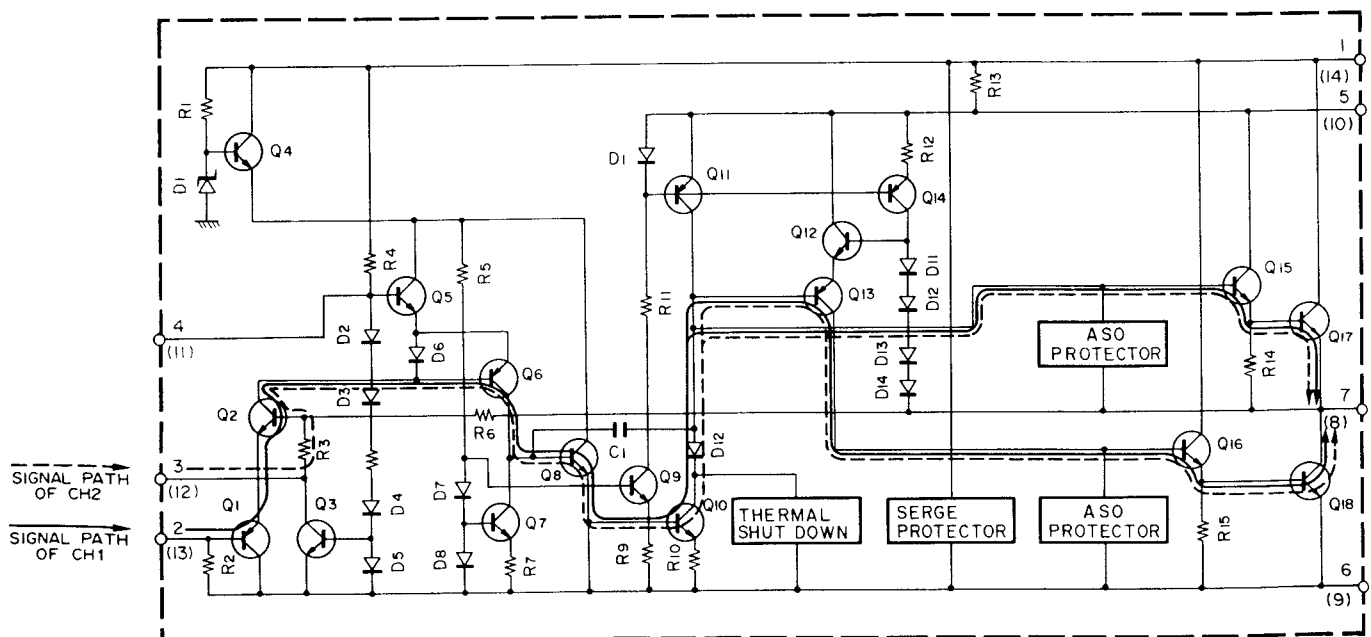 1
(14)
R13
5
(10)
R1
Q4
D1
D1
Q11
R12
Q14
Q12
R4
Q5
R5
D11
Q15
R11
Q13
D12
4
(11)
D2
D6
ASO
PROTECTOR
Q17
D13
R14
Q6
D14
D3
Q2
R6
7
(8)
R3
C1
D12
Q16
SIGNAL PATH
OF CH2
3
(12)
Q8
Q9
Q10
Q18
Q1
Q3
D4
D7
Q7
THERMAL
SHUT DOWN
SERGE
PROTECTOR
ASO
PROTECTOR
SIGNAL PATH
OF CH1
2
(13)
R2
D5
D8
R7
R9
R10
R15
6
(9)